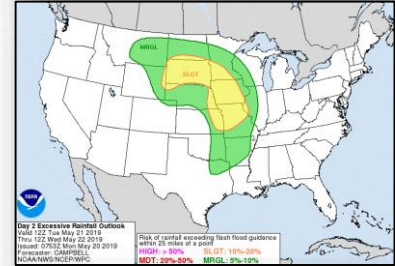 MRGL
SLGT
NOAA
Day 2 Excessive Rainfall Outlook
Valid 12Z Tue May 21 2019
Thru 12Z Wed May 22 2019
Issued: 0753Z Mon May 20 2019
Forecaster: CAMPBELL
NOAA/NWS/NCEP/WPC
Risk of rainfall exceeding flash flood guidance
within 25 miles of a point
HIGH: > 50% SLGT: 10%-20%
MDT: 20%-50% MRGL: 5%-10%